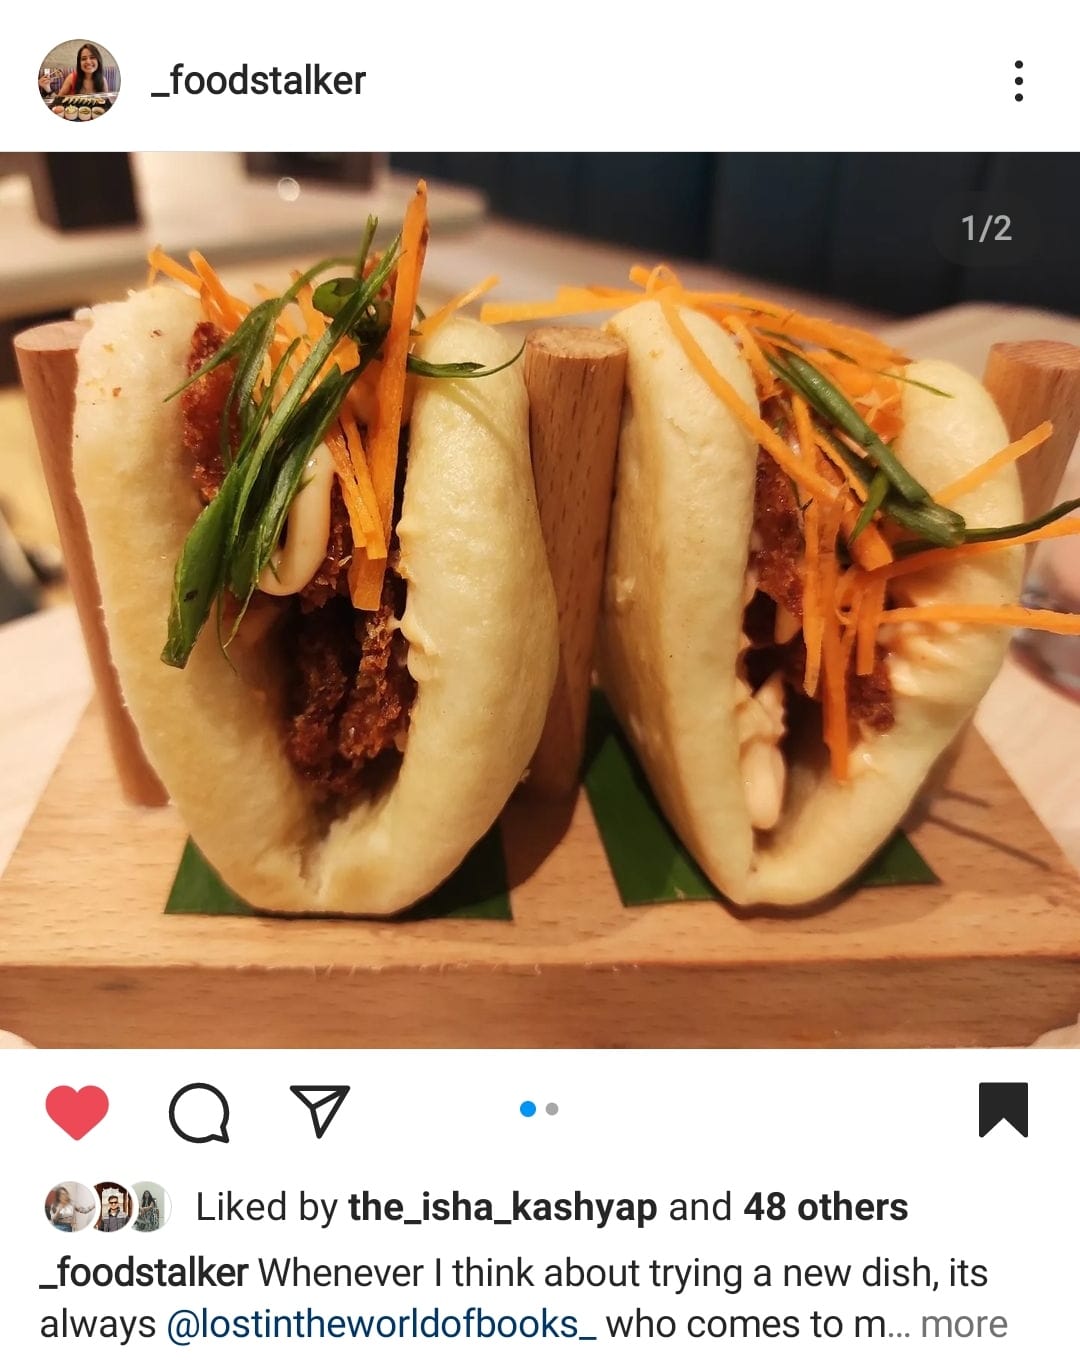 _foodstalker
1/2
Liked by the_isha_kashyap and 48 others
_foodstalker Whenever I think about trying a new dish, its
always @lostintheworldofbooks_ who comes to m... more